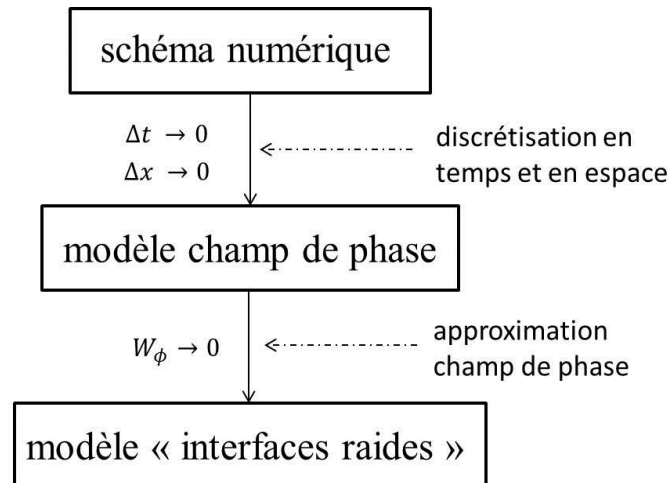 schéma numérique
Δt → 0
Δx → 0
discrétisation en
temps et en espace
modèle champ de phase
W_ϕ → 0
approximation
champ de phase
modèle « interfaces raides »